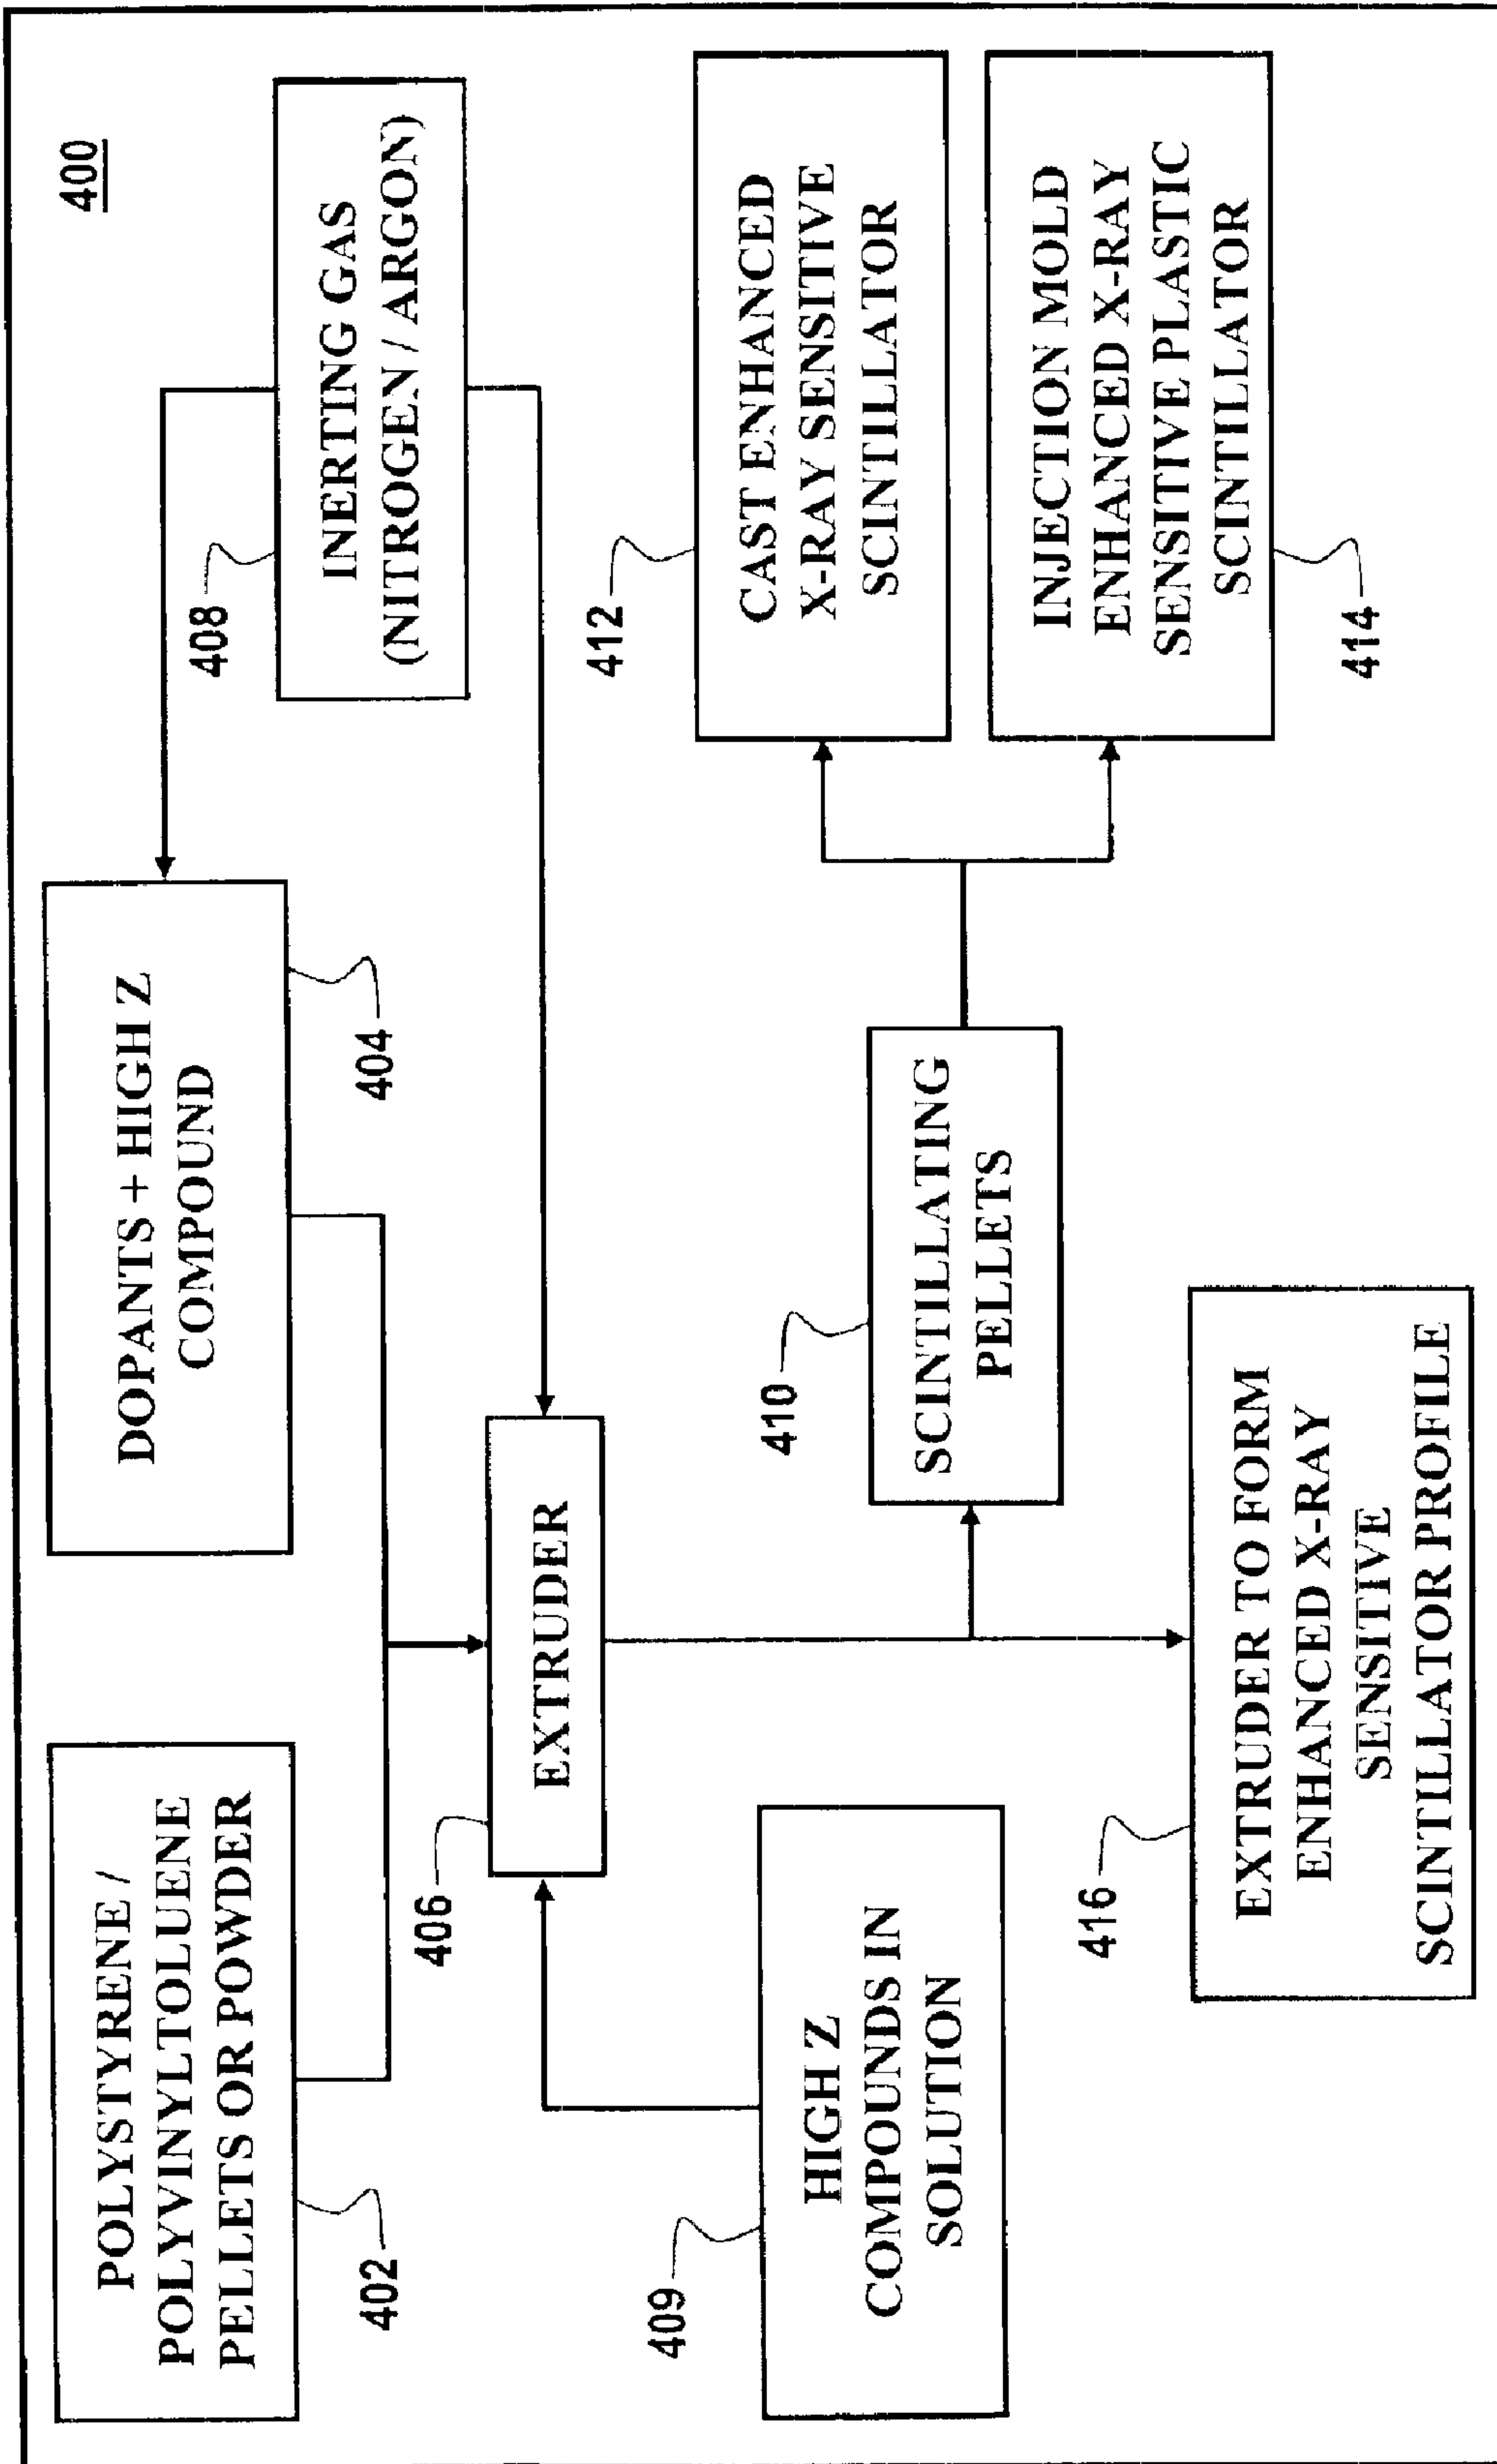 400
POLYSTYRENE /
POLYVINYLTOLUENE
PELLETS OR POWDER
402
DOPANTS + HIGH Z
COMPOUND
404
408
INERTING GAS
(NITROGEN / ARGON)
406
EXTRUDER
409
HIGH Z
COMPOUNDS IN
SOLUTION
410
SCINTILLATING
PELLETS
412
CAST ENHANCED
X-RAY SENSITIVE
SCINTILLATOR
INJECTION MOLD
ENHANCED X-RAY
SENSITIVE PLASTIC
SCINTILLATOR
414
416
EXTRUDER TO FORM
ENHANCED X-RAY
SENSITIVE
SCINTILLATOR PROFILE